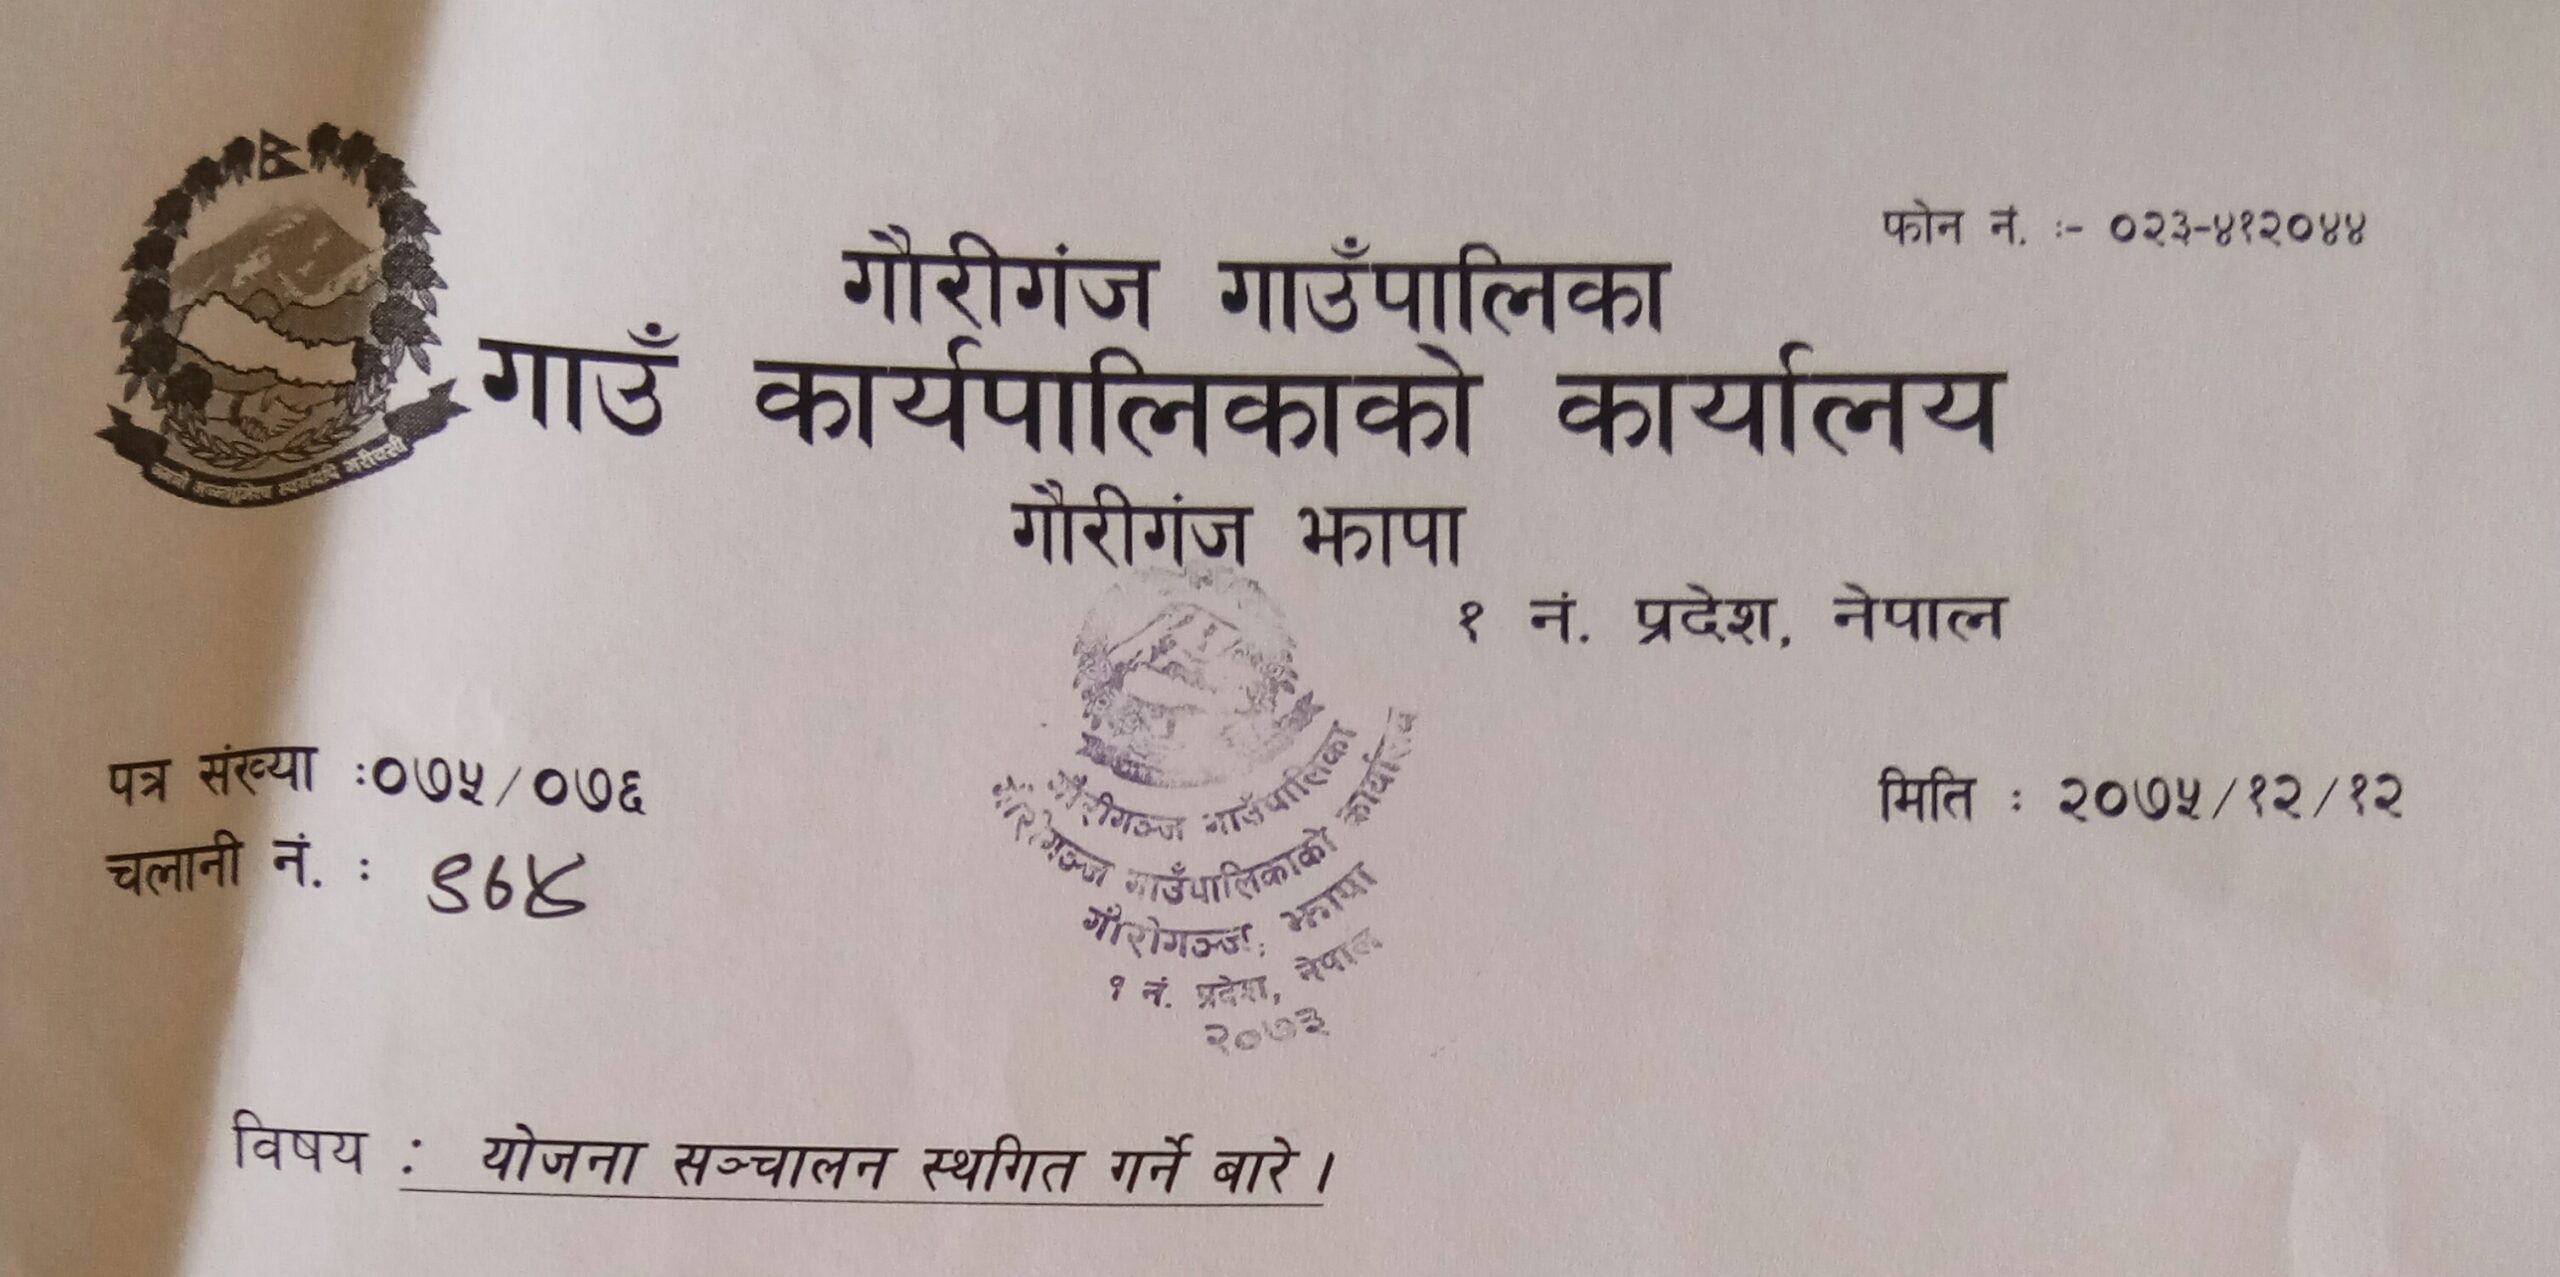 फोन नं. :- ०२३-४१२०४४
गौरीगंज गाउँपालिका
गाउँ कार्यपालिकाको कार्यालय
गौरीगंज झापा
१ नं. प्रदेश, नेपाल
पत्र संख्या :०७५/०७६
मिति : २०७५/१२/१२
चलानी नं. :
गौरीगञ्ज गाउँपालिका
गौरीगञ्ज गाउँपालिकाको कार्यालय
गौरीगञ्ज, झापा
१ नं. प्रदेश, नेपाल
२०७३
विषय : योजना सञ्चालन स्थगित गर्ने बारे ।